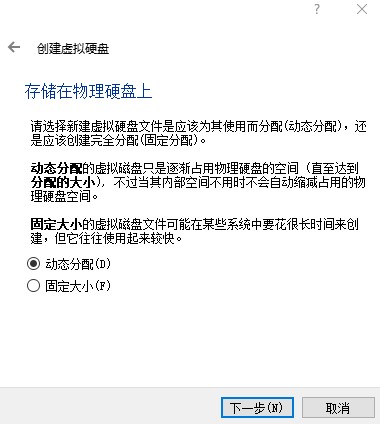 ?
创建虚拟硬盘
存储在物理硬盘上
请选择新建虚拟硬盘文件是应该为其使用而分配(动态分配)，还
是应该创建完全分配(固定分配)。
动态分配的虚拟磁盘只是逐渐占用物理硬盘的空间（直至达到
分配的大小），不过当其内部空间不用时不会自动缩减占用的物
理硬盘空间。
固定大小的虚拟磁盘文件可能在某些系统中要花很长时间来创
建，但它往往使用起来较快。
动态分配(D)
固定大小(F)
下一步(N)
取消